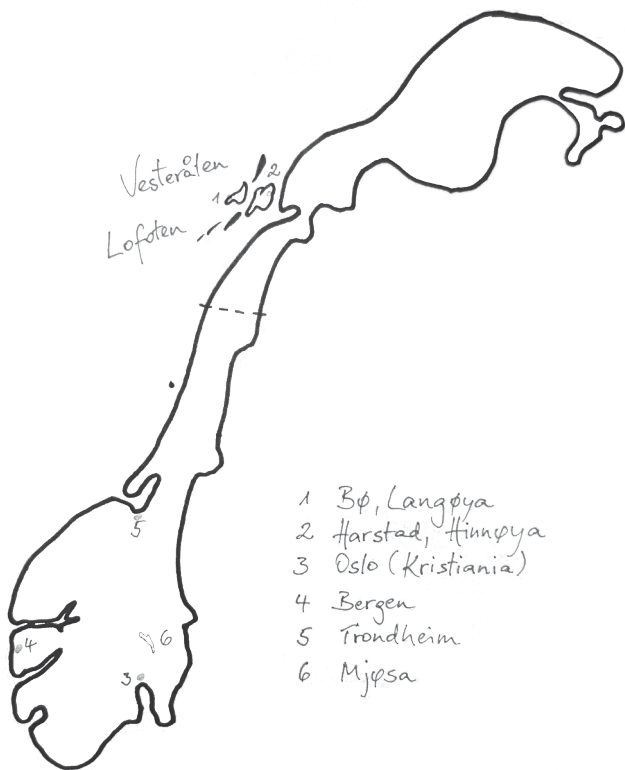 Vesterålen
2
1
Lofoten
5
4
6
3
1 Bø, Langøya
2 Harstad, Hinnøya
3 Oslo (Kristiania)
4 Bergen
5 Trondheim
6 Mjøsa